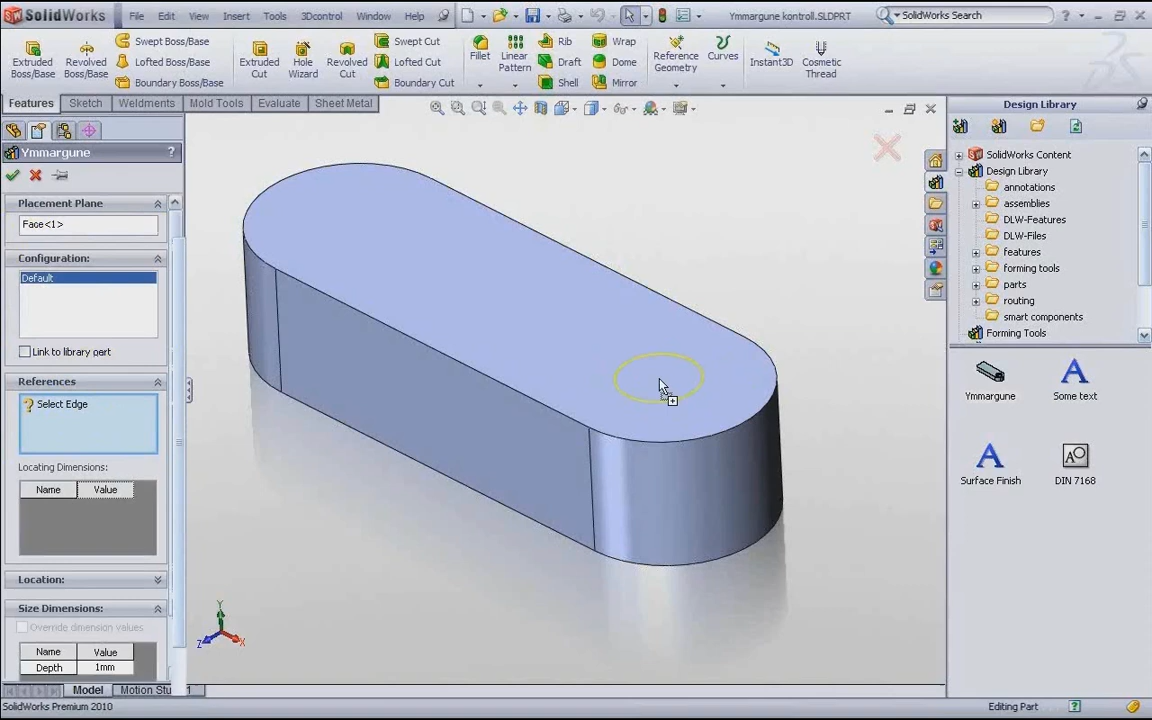 SolidWorks File Edit View Insert Tools 3Dcontrol Window Help Ymmargune kontroll.SLDPRT SolidWorks Search ?
Extruded Boss/Base
Revolved Boss/Base
Swept Boss/Base
Lofted Boss/Base
Boundary Boss/Base
Extruded Cut
Hole Wizard
Revolved Cut
Swept Cut
Lofted Cut
Boundary Cut
Fillet
Linear Pattern
Rib
Draft
Shell
Wrap
Dome
Mirror
Reference Geometry
Curves
Instant3D
Cosmetic Thread
Features Sketch Weldments Mold Tools Evaluate Sheet Metal
Ymmargune ?
Placement Plane
Face<1>
Configuration:
Default
Link to library part
References
? Select Edge
Locating Dimensions:
Name Value
Location:
Size Dimensions:
Override dimension values
Name Value
Depth 1mm
Y
Z
X
Model Motion Stu 1
SolidWorks Premium 2010 Editing Part ?
Design Library
SolidWorks Content
Design Library
annotations
assemblies
DLW-Features
DLW-Files
features
forming tools
parts
routing
smart components
Forming Tools
Ymmargune
A
Some text
A
Surface Finish
DIN 7168